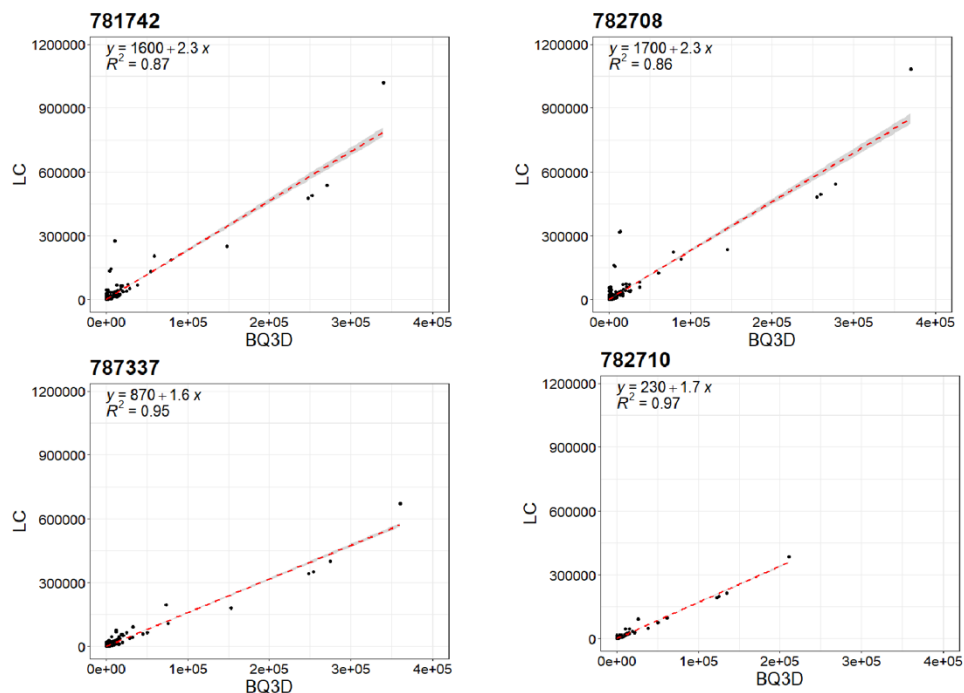 781742
y = 1600 + 2.3 x
R² = 0.87
1200000
900000
600000
300000
0
LC
0e+00 1e+05 2e+05 3e+05 4e+05
BQ3D
782708
y = 1700 + 2.3 x
R² = 0.86
1200000
900000
600000
300000
0
LC
0e+00 1e+05 2e+05 3e+05 4e+05
BQ3D
787337
y = 870 + 1.6 x
R² = 0.95
1200000
900000
600000
300000
0
LC
0e+00 1e+05 2e+05 3e+05 4e+05
BQ3D
782710
y = 230 + 1.7 x
R² = 0.97
1200000
900000
600000
300000
0
LC
0e+00 1e+05 2e+05 3e+05 4e+05
BQ3D